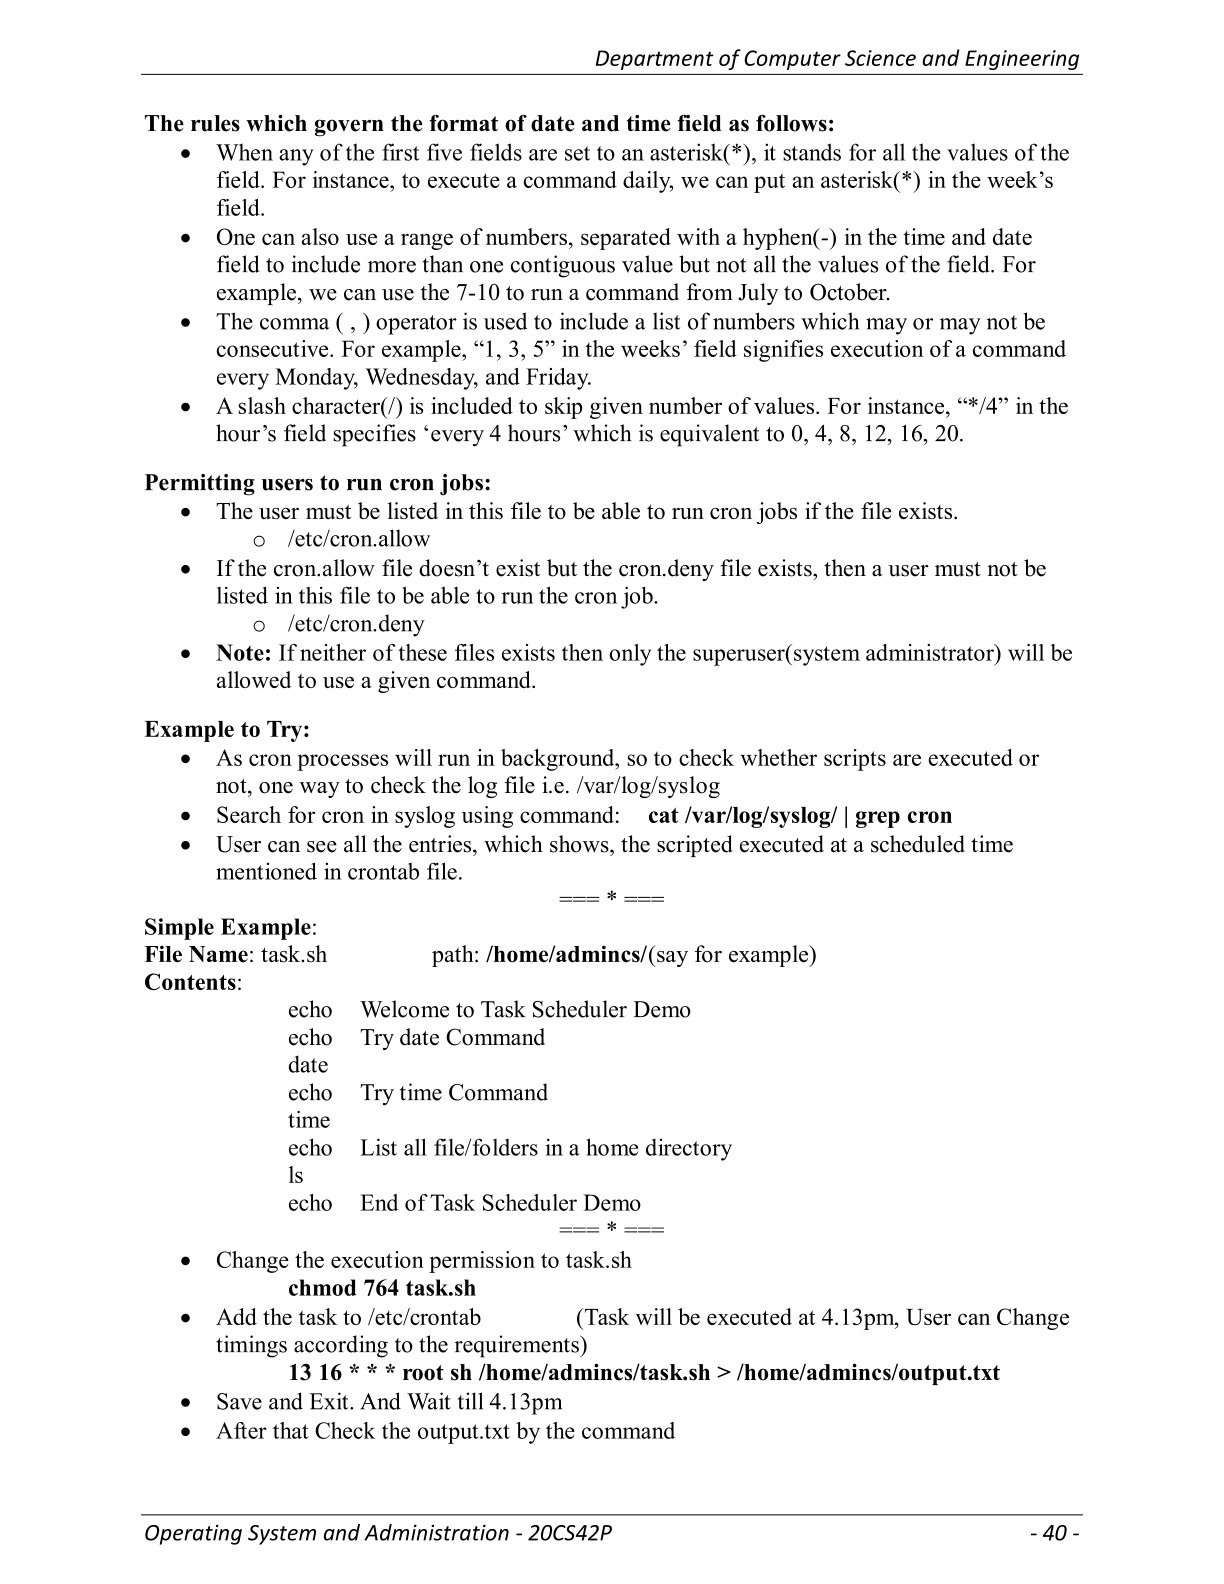 Department of Computer Science and Engineering
The rules which govern the format of date and time field as follows:
• When any of the first five fields are set to an asterisk(*), it stands for all the values of the
field. For instance, to execute a command daily, we can put an asterisk(*) in the week’s
field.
• One can also use a range of numbers, separated with a hyphen(-) in the time and date
field to include more than one contiguous value but not all the values of the field. For
example, we can use the 7-10 to run a command from July to October.
• The comma ( , ) operator is used to include a list of numbers which may or may not be
consecutive. For example, “1, 3, 5” in the weeks’ field signifies execution of a command
every Monday, Wednesday, and Friday.
• A slash character(/) is included to skip given number of values. For instance, “*/4” in the
hour’s field specifies ‘every 4 hours’ which is equivalent to 0, 4, 8, 12, 16, 20.
Permitting users to run cron jobs:
• The user must be listed in this file to be able to run cron jobs if the file exists.
o /etc/cron.allow
• If the cron.allow file doesn’t exist but the cron.deny file exists, then a user must not be
listed in this file to be able to run the cron job.
o /etc/cron.deny
• Note: If neither of these files exists then only the superuser(system administrator) will be
allowed to use a given command.
Example to Try:
• As cron processes will run in background, so to check whether scripts are executed or
not, one way to check the log file i.e. /var/log/syslog
• Search for cron in syslog using command: cat /var/log/syslog/ | grep cron
• User can see all the entries, which shows, the scripted executed at a scheduled time
mentioned in crontab file.
=== * ===
Simple Example:
File Name: task.sh path: /home/admincs/(say for example)
Contents:
echo Welcome to Task Scheduler Demo
echo Try date Command
date
echo Try time Command
time
echo List all file/folders in a home directory
ls
echo End of Task Scheduler Demo
=== * ===
• Change the execution permission to task.sh
chmod 764 task.sh
• Add the task to /etc/crontab (Task will be executed at 4.13pm, User can Change
timings according to the requirements)
13 16 * * * root sh /home/admincs/task.sh > /home/admincs/output.txt
• Save and Exit. And Wait till 4.13pm
• After that Check the output.txt by the command
Operating System and Administration - 20CS42P - 40 -